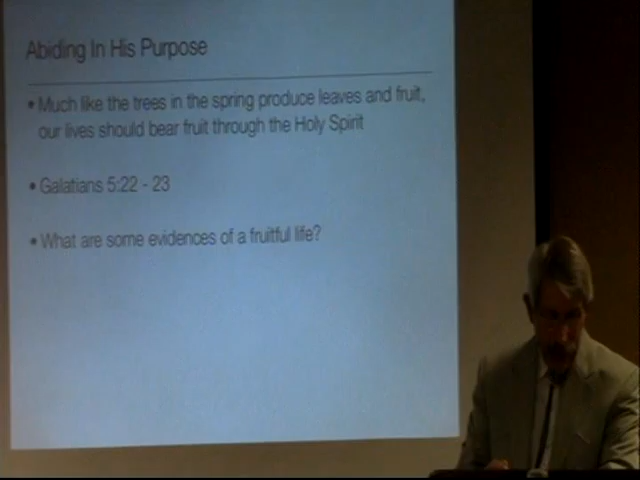 Abiding In His Purpose
• Much like the trees in the spring produce leaves and fruit,
our lives should bear fruit through the Holy Spirit
• Galatians 5:22 - 23
• What are some evidences of a fruitful life?